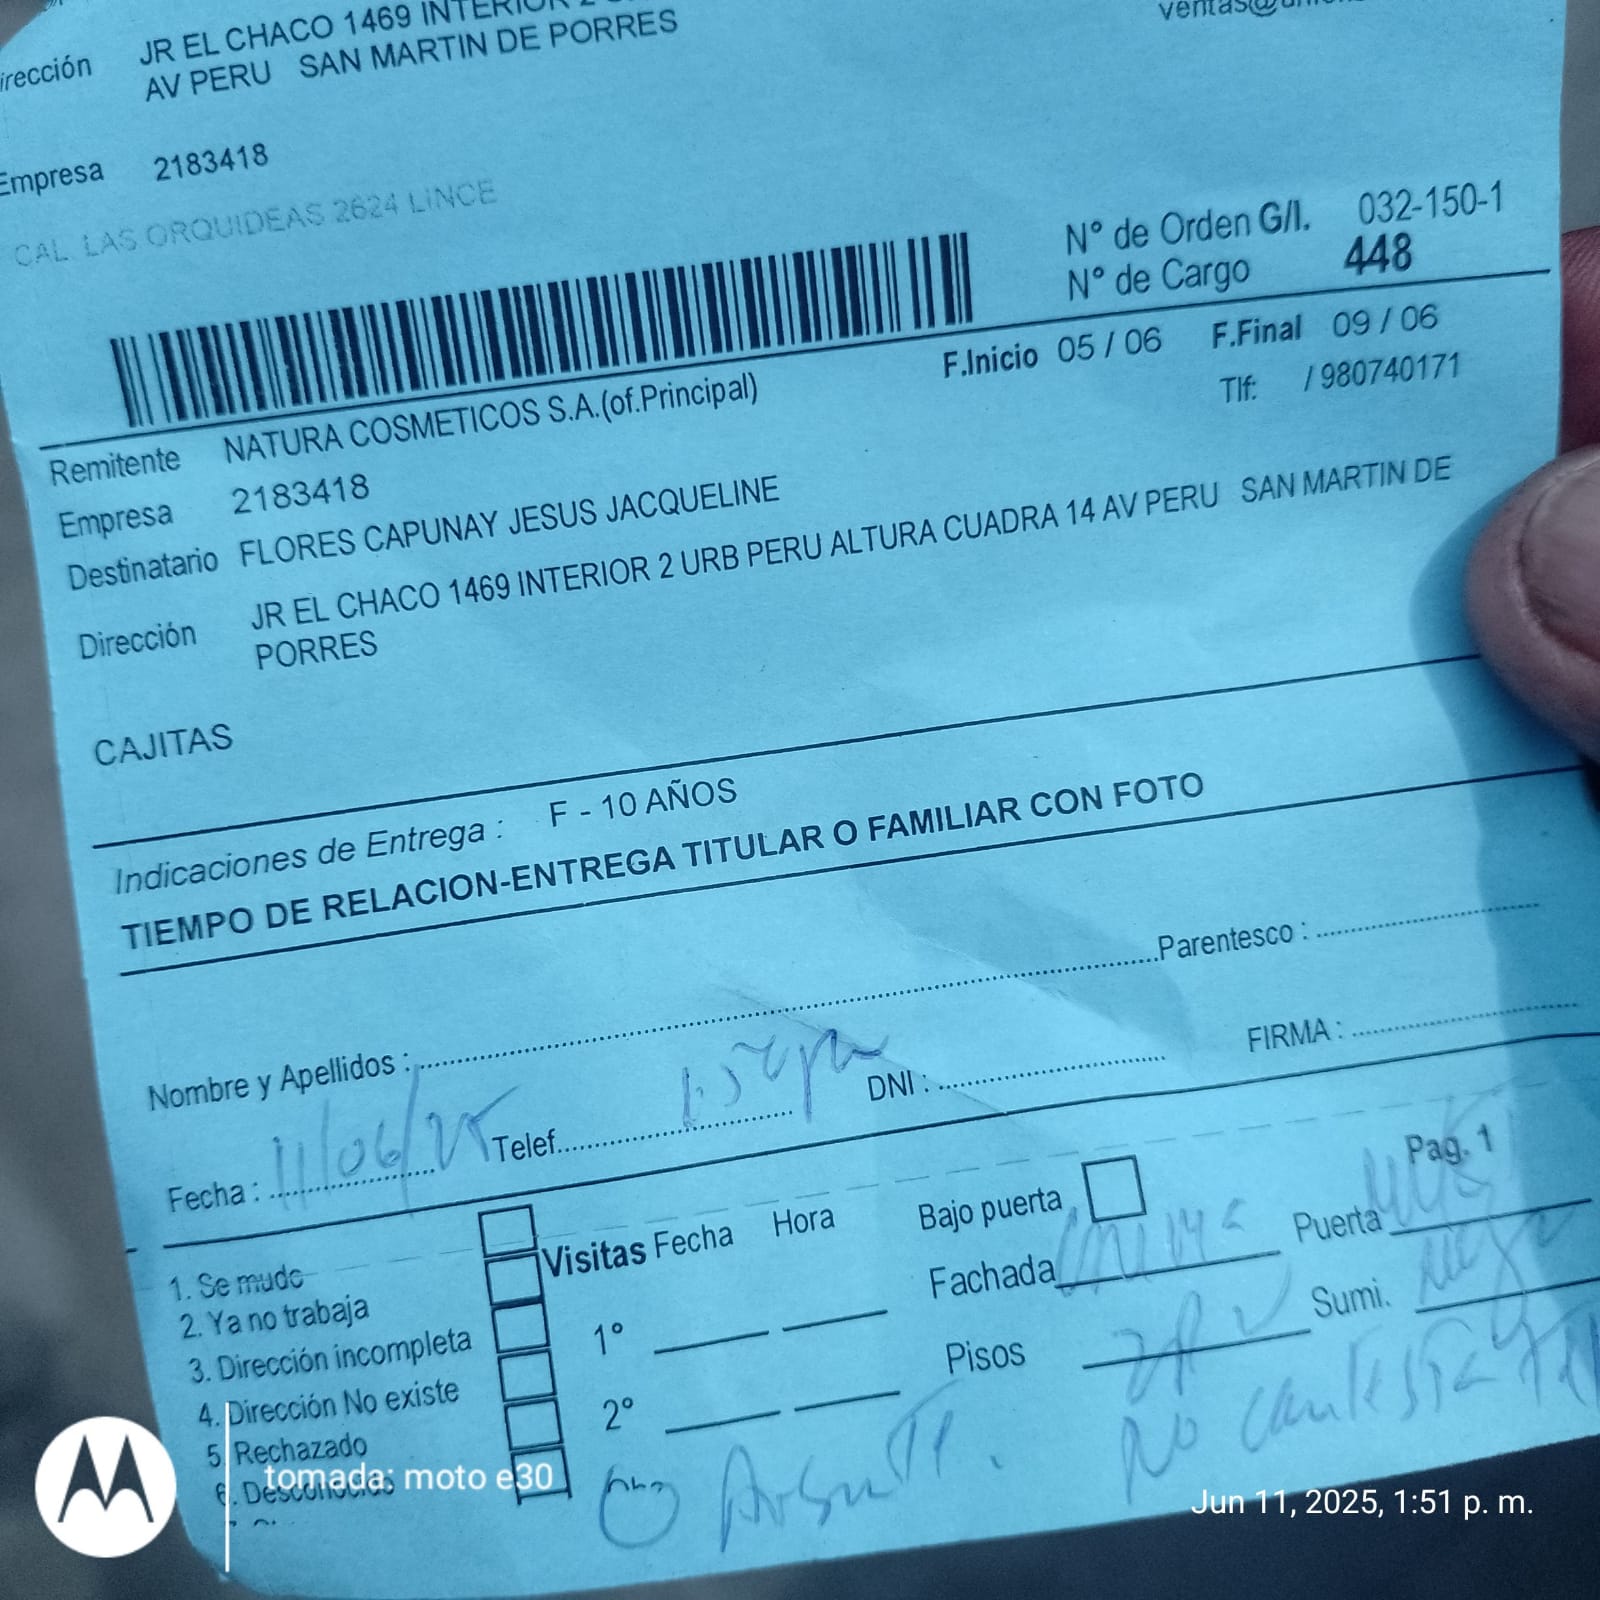 JR EL CHACO 1469 INTERIOR 2
irección AV PERU SAN MARTIN DE PORRES
Empresa 2183418
CAL. LAS ORQUIDEAS 2624 LINCE
N° de Orden G/I. 032-150-1
N° de Cargo 448
F.Inicio 05 / 06 F.Final 09 / 06
Tlf: / 980740171
Remitente NATURA COSMETICOS S.A.(of.Principal)
Empresa 2183418
Destinatario FLORES CAPUNAY JESUS JACQUELINE
Dirección JR EL CHACO 1469 INTERIOR 2 URB PERU ALTURA CUADRA 14 AV PERU SAN MARTIN DE
PORRES
CAJITAS
Indicaciones de Entrega : F - 10 AÑOS
TIEMPO DE RELACION-ENTREGA TITULAR O FAMILIAR CON FOTO
Nombre y Apellidos : Parentesco :
Fecha : 11/06/25 Telef. DNI : FIRMA :
Pag. 1
Visitas Fecha Hora Bajo puerta
1. Se mudo
2. Ya no trabaja
3. Dirección incompleta
4. Dirección No existe
5. Rechazado
6. Desconocido
1°
2°
Fachada Puerta
Pisos Sumi.
No contesta
tomada: moto e30
Jun 11, 2025, 1:51 p. m.